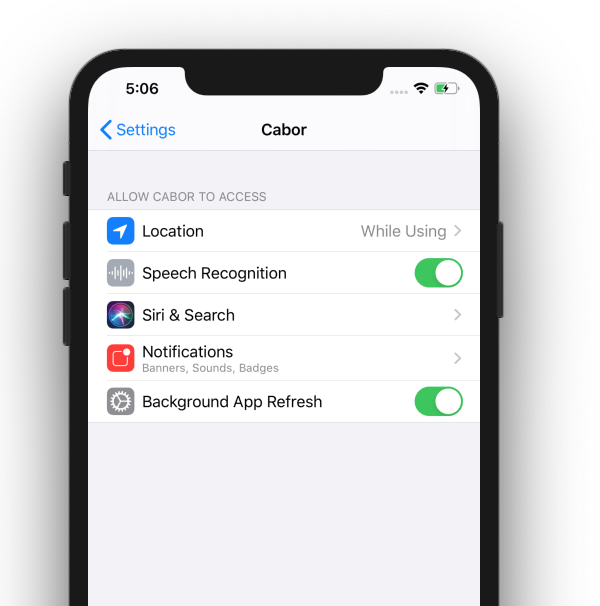 5:06
Settings
Cabor
ALLOW CABOR TO ACCESS
Location
While Using
Speech Recognition
Siri & Search
Notifications
Banners, Sounds, Badges
Background App Refresh